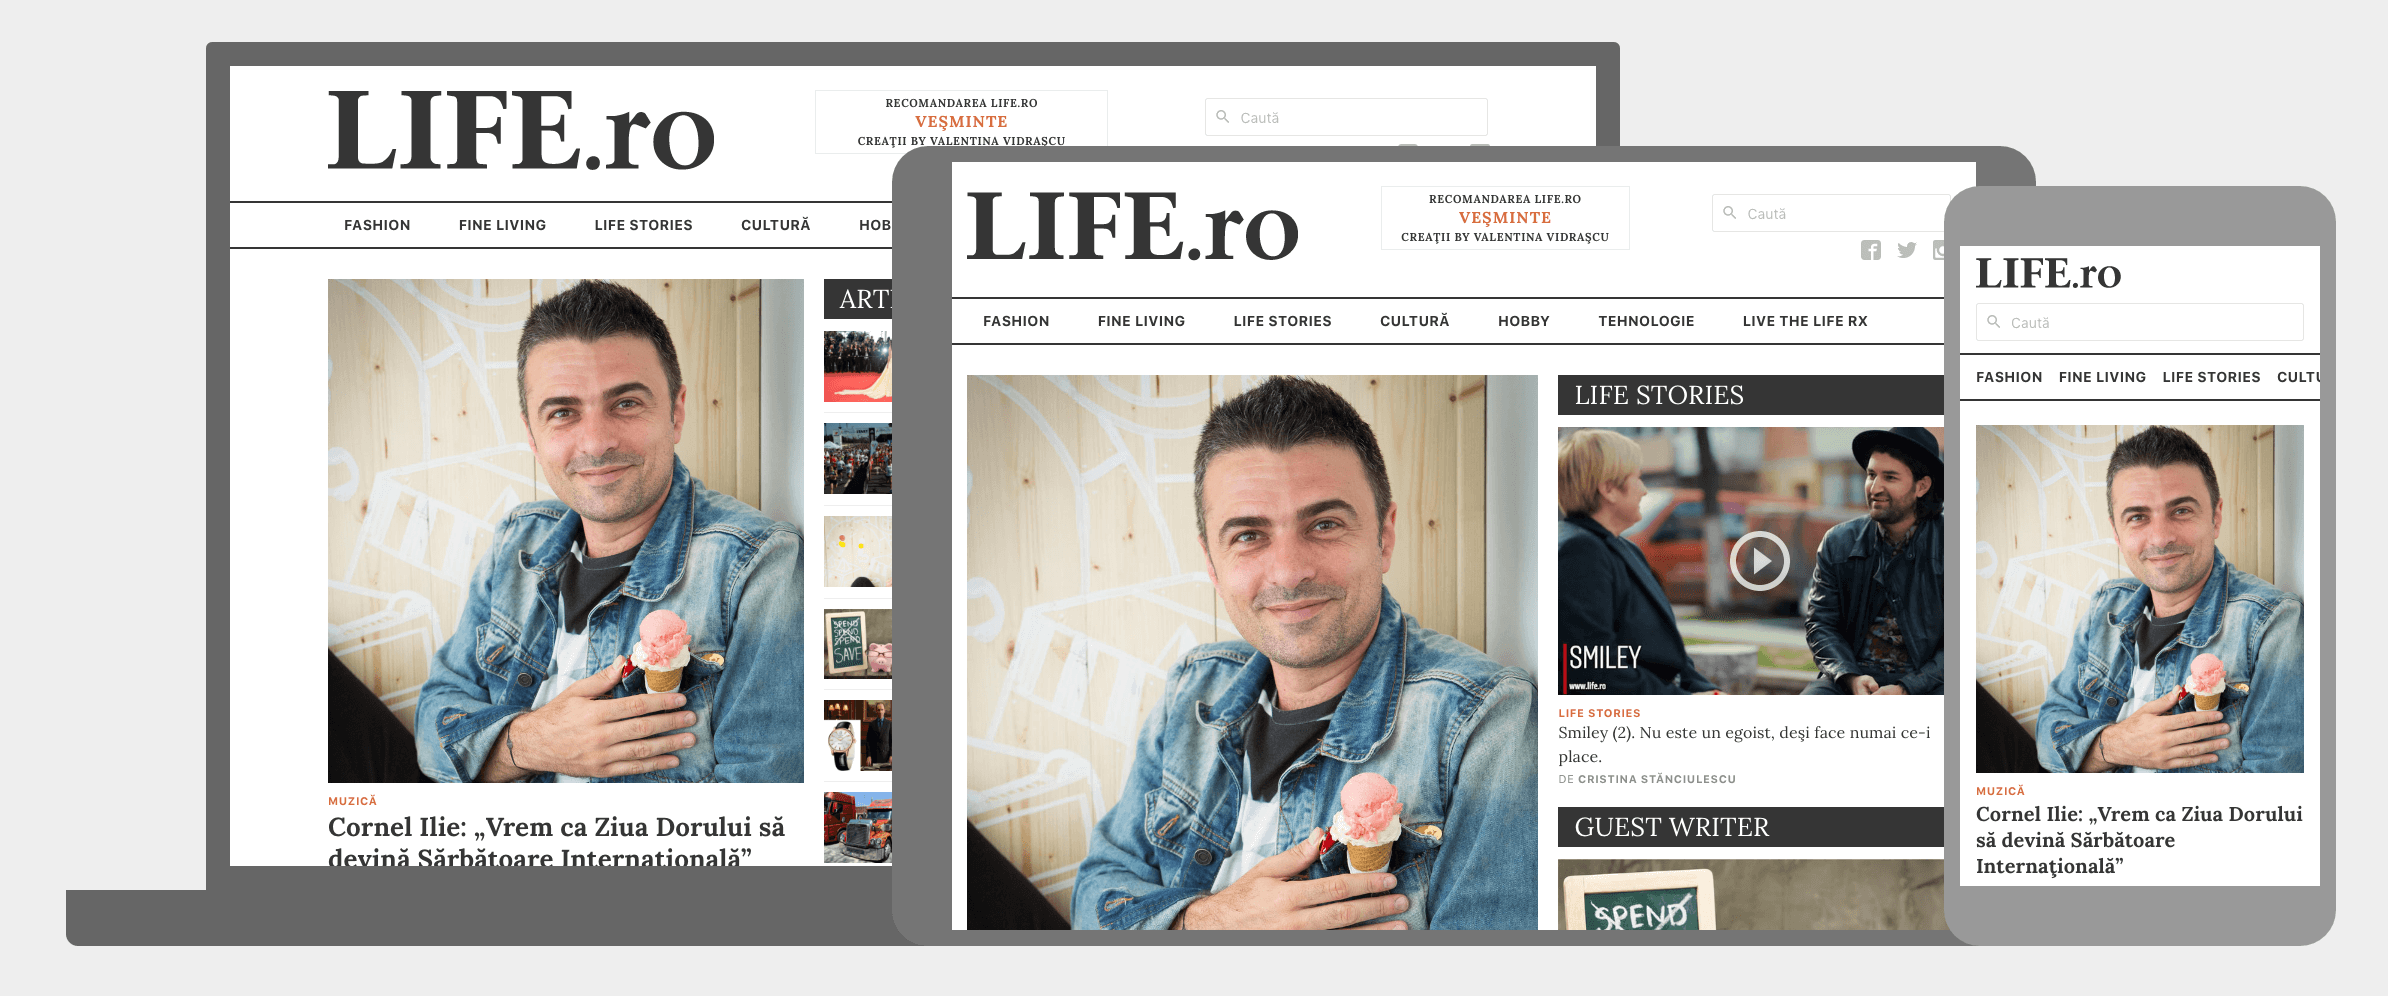 LIFE.ro
RECOMANDAREA LIFE.RO
VEŞMINTE
CREAŢII BY VALENTINA VIDRAŞCU
Caută
FASHION FINE LIVING LIFE STORIES CULTURĂ HOB
ART
SPEND
SPEND
SPEND
SAVE
MUZICĂ
Cornel Ilie: „Vrem ca Ziua Dorului să
devină Sărbătoare Internaţională”
LIFE.ro
RECOMANDAREA LIFE.RO
VEŞMINTE
CREAŢII BY VALENTINA VIDRAŞCU
Caută
FASHION FINE LIVING LIFE STORIES CULTURĂ HOBBY TEHNOLOGIE LIVE THE LIFE RX
LIFE STORIES
SMILEY
www.life.ro
LIFE STORIES
Smiley (2). Nu este un egoist, deşi face numai ce-i
place.
DE CRISTINA STĂNCIULESCU
GUEST WRITER
SPEND
LIFE.ro
Caută
FASHION FINE LIVING LIFE STORIES CULTU
MUZICĂ
Cornel Ilie: „Vrem ca Ziua Dorului
să devină Sărbătoare
Internaţională”